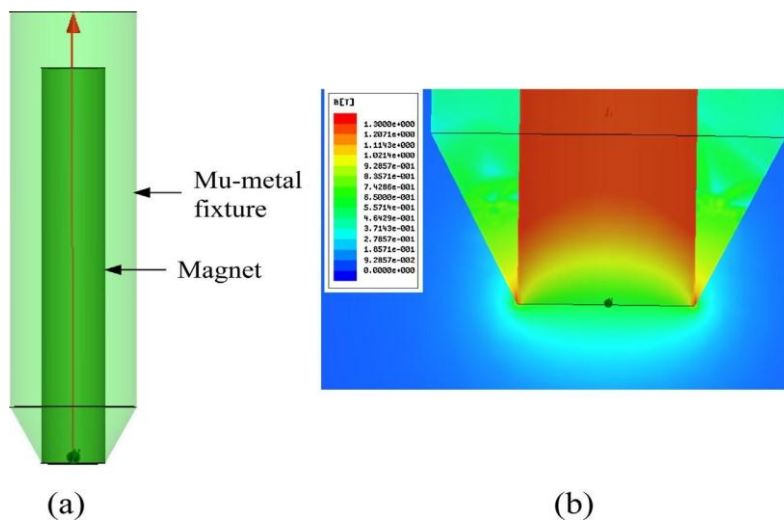 Mu-metal
fixture
Magnet
(a)
B[T]
1.3000e+000
1.2071e+000
1.1143e+000
1.0214e+000
9.2857e-001
8.3571e-001
7.4286e-001
6.5000e-001
5.5714e-001
4.6429e-001
3.7143e-001
2.7857e-001
1.8571e-001
9.2857e-002
0.0000e+000
(b)